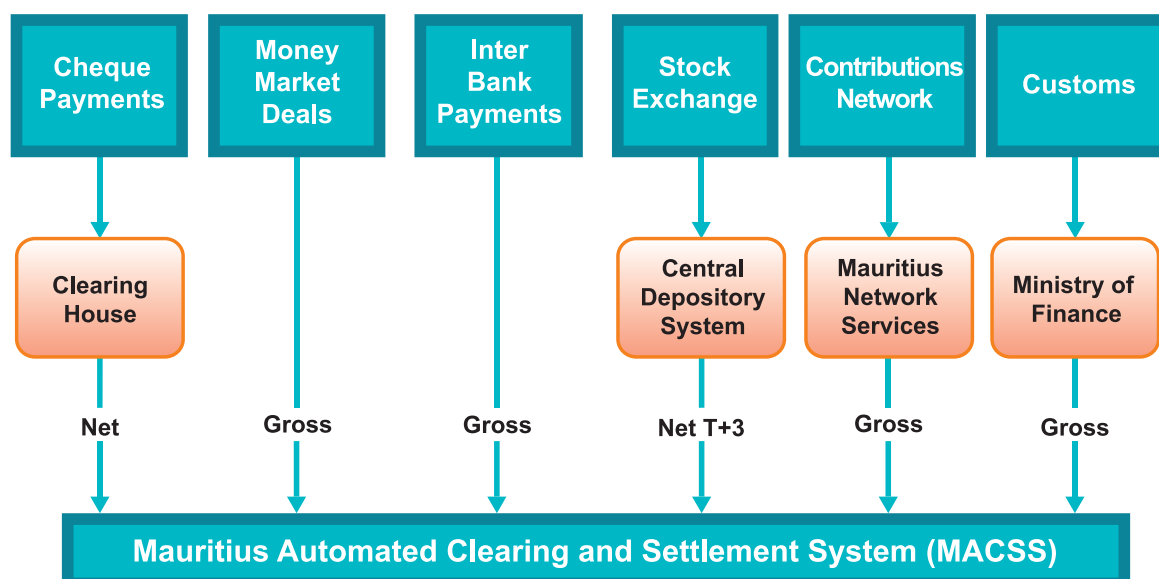 Cheque
Payments
Money
Market
Deals
Inter
Bank
Payments
Stock
Exchange
Contributions
Network
Customs
Clearing
House
Central
Depository
System
Mauritius
Network
Services
Ministry of
Finance
Net
Gross
Gross
Net T+3
Gross
Gross
Mauritius Automated Clearing and Settlement System (MACSS)